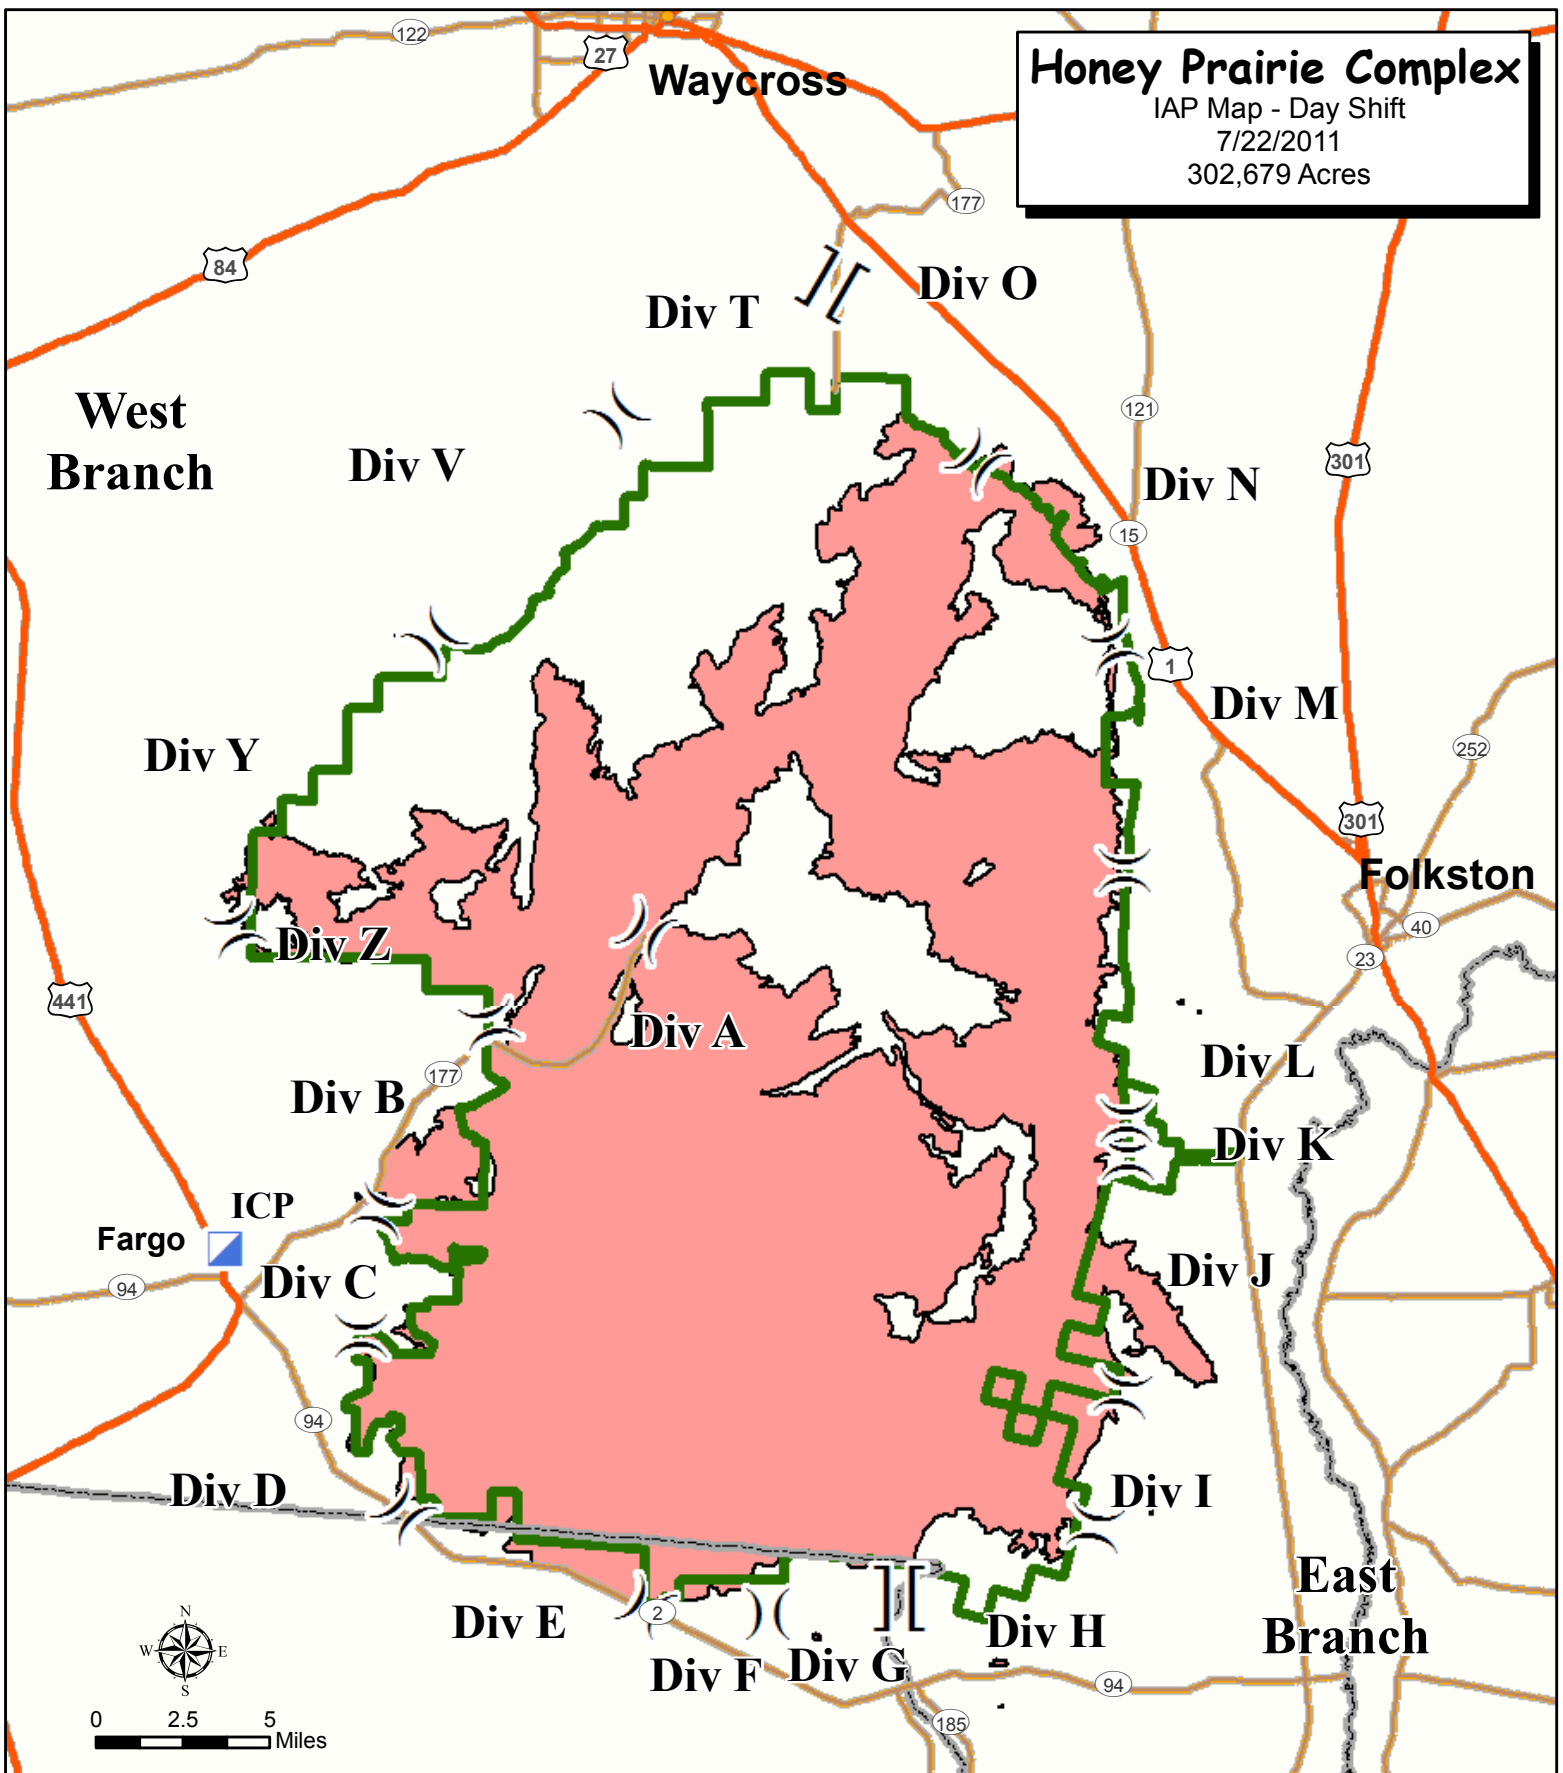 Honey Prairie Complex
IAP Map - Day Shift
7/22/2011
302,679 Acres
122
27
Waycross
177
84
Div O
Div T
West
Branch
121
Div V
301
Div N
15
1
Div M
Div Y
252
301
Folkston
40
23
Div Z
441
Div A
Div L
177
Div B
Div K
ICP
Fargo
Div J
94
Div C
94
Div D
Div I
East
Branch
2
Div E
Div H
Div F
Div G
94
185
N
W
E
S
0
2.5
5
Miles